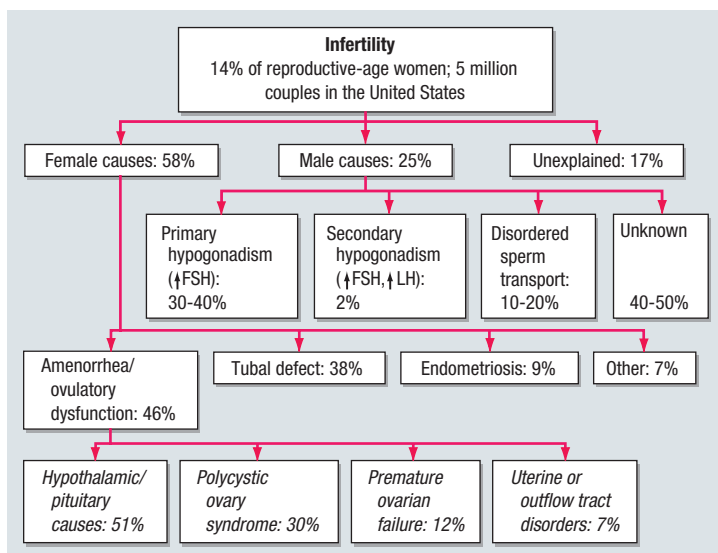 Infertility
14% of reproductive-age women; 5 million
couples in the United States
Female causes: 58%
Male causes: 25%
Unexplained: 17%
Primary
hypogonadism
(↑FSH):
30-40%
Secondary
hypogonadism
(↑FSH,↑LH):
2%
Disordered
sperm
transport:
10-20%
Unknown
40-50%
Amenorrhea/
ovulatory
dysfunction: 46%
Tubal defect: 38%
Endometriosis: 9%
Other: 7%
Hypothalamic/
pituitary
causes: 51%
Polycystic
ovary
syndrome: 30%
Premature
ovarian
failure: 12%
Uterine or
outflow tract
disorders: 7%